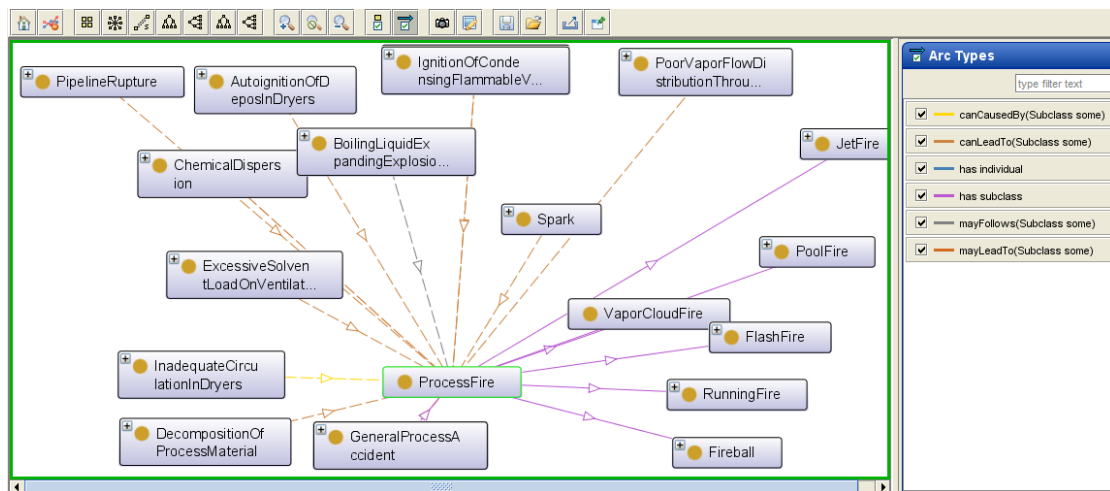 PipelineRupture
AutoignitionOfD
eposInDryers
IgnitionOfConde
nsingFlammableV...
PoorVaporFlowDi
stributionThrou...
BoilingLiquidEx
pandingExplosio...
JetFire
ChemicalDispers
ion
Spark
ExcessiveSolven
tLoadOnVentilat...
PoolFire
VaporCloudFire
FlashFire
InadequateCircu
lationInDryers
ProcessFire
RunningFire
DecompositionOf
ProcessMaterial
GeneralProcessA
ccident
Fireball
Arc Types
type filter text
canCausedBy(Subclass some)
canLeadTo(Subclass some)
has individual
has subclass
mayFollows(Subclass some)
mayLeadTo(Subclass some)